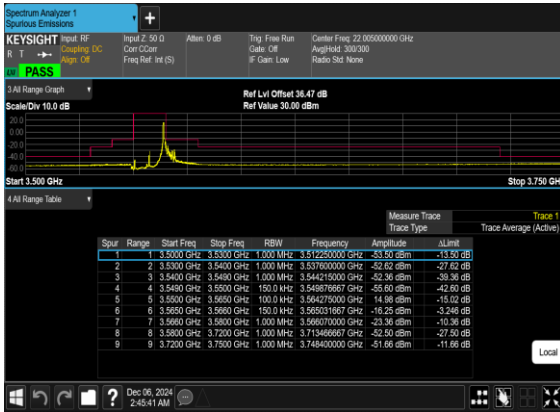 Spectrum Analyzer 1
Spurious Emissions
KEYSIGHT Input: RF Input Z: 50 Ω Atten: 0 dB Trig: Free Run Center Freq: 22.005000000 GHz
R T Coupling: DC Corr CCorr Gate: Off Avg|Hold: 300/300
Align: Off Freq Ref: Int (S) IF Gain: Low Radio Std: None
PASS
3 All Range Graph
Ref Lvl Offset 36.47 dB
Scale/Div 10.0 dB Ref Value 30.00 dBm
20.0
0.00
-20.0
-40.0
-60.0
Start 3.500 GHz Stop 3.750 GH
4 All Range Table
Measure Trace Trace 1
Trace Type Trace Average (Active)
Spur Range Start Freq Stop Freq RBW Frequency Amplitude ΔLimit
1 1 3.5000 GHz 3.5300 GHz 1.000 MHz 3.512250000 GHz -53.50 dBm -13.50 dB
2 2 3.5300 GHz 3.5400 GHz 1.000 MHz 3.537600000 GHz -52.62 dBm -27.62 dB
3 3 3.5400 GHz 3.5490 GHz 1.000 MHz 3.544215000 GHz -52.36 dBm -39.36 dB
4 4 3.5490 GHz 3.5500 GHz 150.0 kHz 3.549876667 GHz -55.60 dBm -42.60 dB
5 5 3.5500 GHz 3.5650 GHz 100.0 kHz 3.564275000 GHz 14.98 dBm -15.02 dB
6 6 3.5650 GHz 3.5660 GHz 150.0 kHz 3.565031667 GHz -16.25 dBm -3.246 dB
7 7 3.5660 GHz 3.5800 GHz 1.000 MHz 3.566070000 GHz -23.36 dBm -10.36 dB
8 8 3.5800 GHz 3.7200 GHz 1.000 MHz 3.713466667 GHz -52.50 dBm -27.50 dB
9 9 3.7200 GHz 3.7500 GHz 1.000 MHz 3.748400000 GHz -51.66 dBm -11.66 dB
Local
Dec 06, 2024
2:45:41 AM